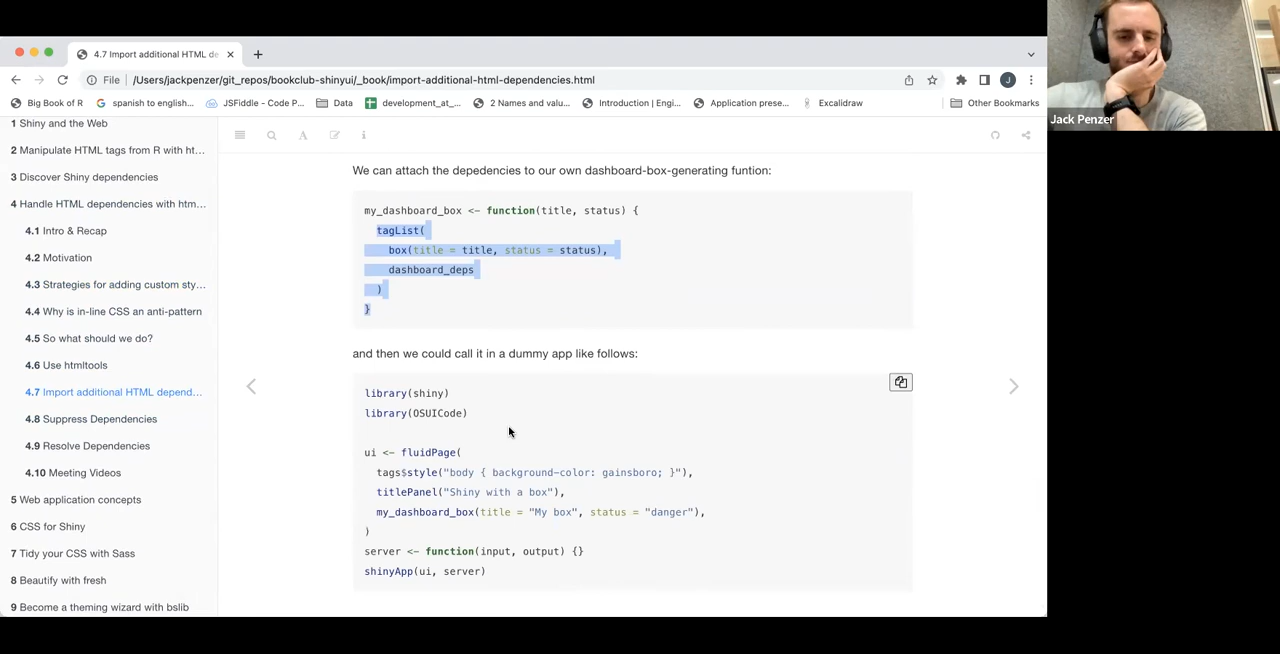 4.7 Import additional HTML de
File
/Users/jackpenzer/git_repos/bookclub-shinyui/_book/import-additional-html-dependencies.html
J
Big Book of R
spanish to english...
JSFiddle - Code P...
Data
development_at_...
2 Names and valu...
Introduction | Engi...
Application prese...
Excalidraw
Other Bookmarks
Jack Penzer
1 Shiny and the Web
2 Manipulate HTML tags from R with ht...
3 Discover Shiny dependencies
4 Handle HTML dependencies with htm...
4.1 Intro & Recap
4.2 Motivation
4.3 Strategies for adding custom sty...
4.4 Why is in-line CSS an anti-pattern
4.5 So what should we do?
4.6 Use htmltools
4.7 Import additional HTML depend...
4.8 Suppress Dependencies
4.9 Resolve Dependencies
4.10 Meeting Videos
5 Web application concepts
6 CSS for Shiny
7 Tidy your CSS with Sass
8 Beautify with fresh
9 Become a theming wizard with bslib
We can attach the depedencies to our own dashboard-box-generating funtion:
my_dashboard_box <- function(title, status) {
  tagList(
    box(title = title, status = status),
    dashboard_deps
  )
}
and then we could call it in a dummy app like follows:
library(shiny)
library(OSUICode)
ui <- fluidPage(
  tags$style("body { background-color: gainsboro; }"),
  titlePanel("Shiny with a box"),
  my_dashboard_box(title = "My box", status = "danger"),
)
server <- function(input, output) {}
shinyApp(ui, server)